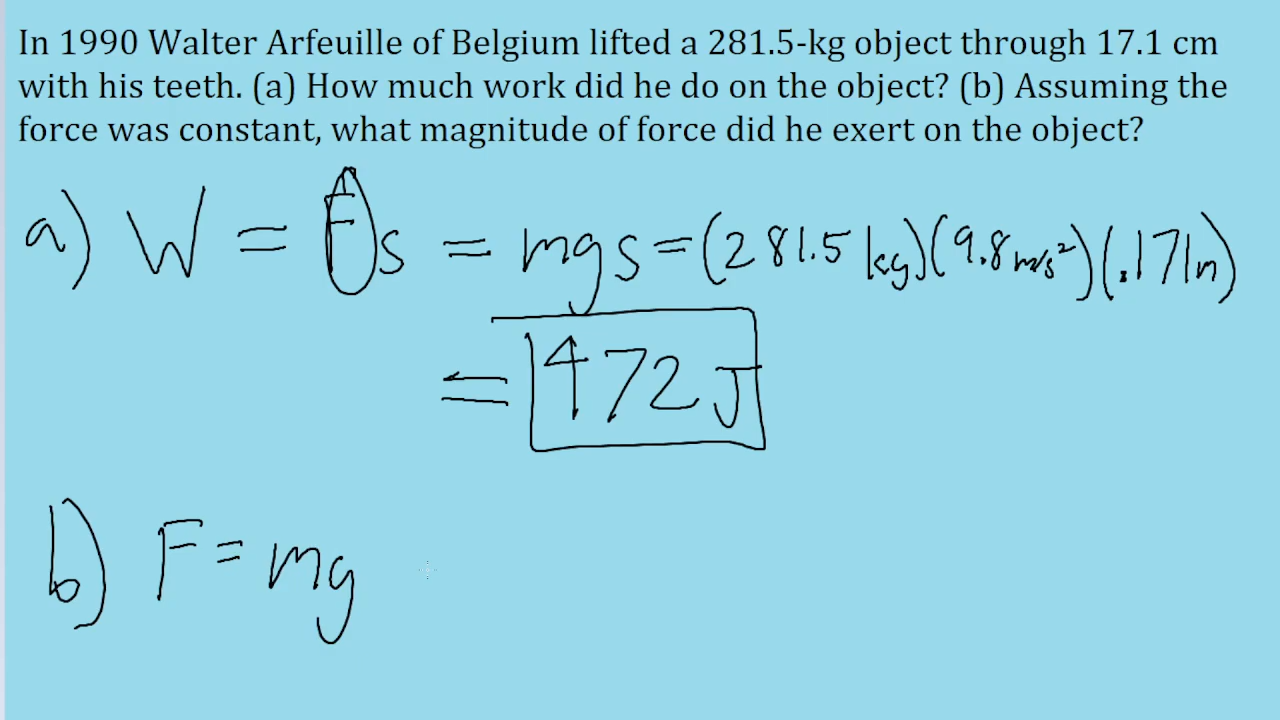 In 1990 Walter Arfeuille of Belgium lifted a 281.5-kg object through 17.1 cm
with his teeth. (a) How much work did he do on the object? (b) Assuming the
force was constant, what magnitude of force did he exert on the object?
a) W = Fs = mgs = (281.5 kg)(9.8 m/s²)(.171m)
= 472 J
b) F = mg